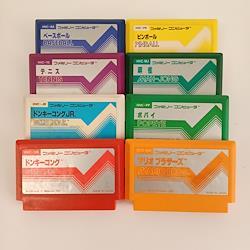 ファミリー コンピュータ
ベースボール
BASEBALL
ファミリー コンピュータ
テニス
TENNIS
ファミリー コンピュータ
ドンキーコングJR.
ファミリー コンピュータ
ドンキーコング
ファミリー コンピュータ
ピンボール
PINBALL
ファミリー コンピュータ
麻雀
MAH-JONG
ファミリー コンピュータ
ポパイ
POPEYE
ファミリー コンピュータ
マリオブラザーズ